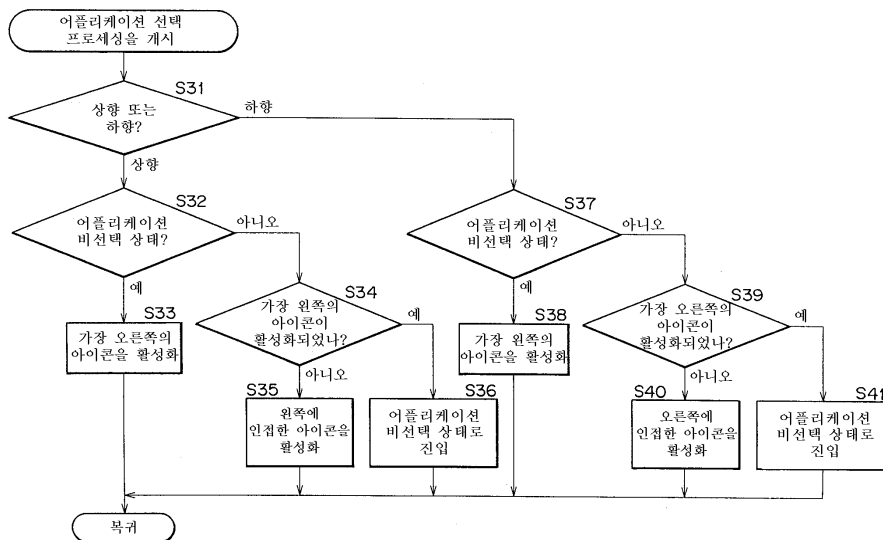 어플리케이션 선택
프로세싱을 개시
S31
상향 또는
하향?
하향
상향
S32
어플리케이션
비선택 상태?
아니오
예
S33
가장 오른쪽의
아이콘을 활성화
S34
가장 왼쪽의
아이콘이
활성화되었나?
예
아니오
S35
왼쪽에
인접한 아이콘을
활성화
S36
어플리케이션
비선택 상태로
진입
S37
어플리케이션
비선택 상태?
아니오
예
S38
가장 왼쪽의
아이콘을 활성화
S39
가장 오른쪽의
아이콘이
활성화되었나?
예
아니오
S40
오른쪽에
인접한 아이콘을
활성화
S41
어플리케이션
비선택 상태로
진입
복귀